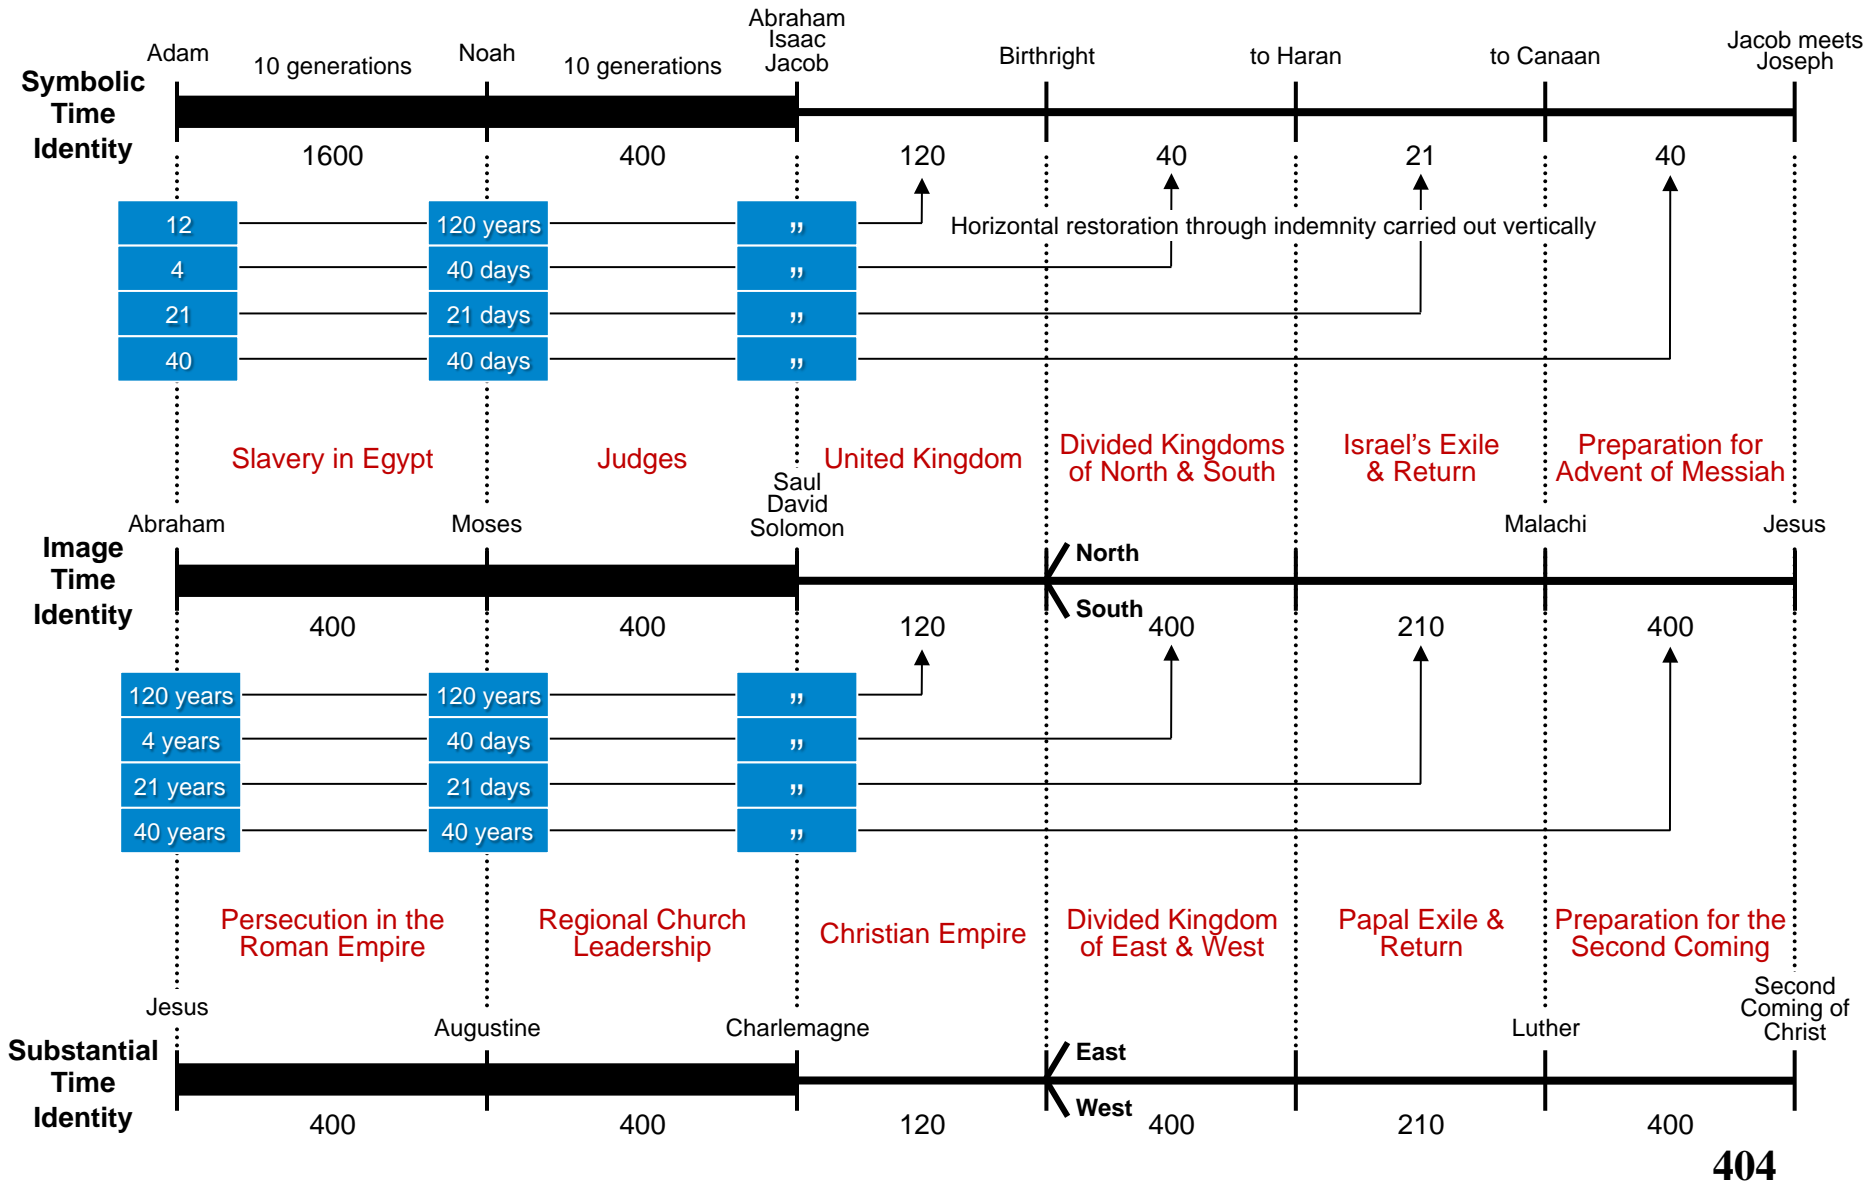 Abraham
Isaac
Jacob
Adam
10 generations
Noah
10 generations
Birthright
to Haran
to Canaan
Jacob meets
Joseph
Symbolic
Time
Identity
1600
400
120
40
21
40
12
120 years
„
Horizontal restoration through indemnity carried out vertically
4
40 days
„
21
21 days
„
40
40 days
„
Slavery in Egypt
Judges
United Kingdom
Divided Kingdoms
of North & South
Israel’s Exile
& Return
Preparation for
Advent of Messiah
Abraham
Moses
Saul
David
Solomon
Malachi
Jesus
Image
Time
Identity
North
South
400
400
120
400
210
400
120 years
120 years
„
4 years
40 days
„
21 years
21 days
„
40 years
40 years
„
Persecution in the
Roman Empire
Regional Church
Leadership
Christian Empire
Divided Kingdom
of East & West
Papal Exile &
Return
Preparation for the
Second Coming
Jesus
Augustine
Charlemagne
Luther
Second
Coming of
Christ
Substantial
Time
Identity
East
West
400
400
120
400
210
400
404